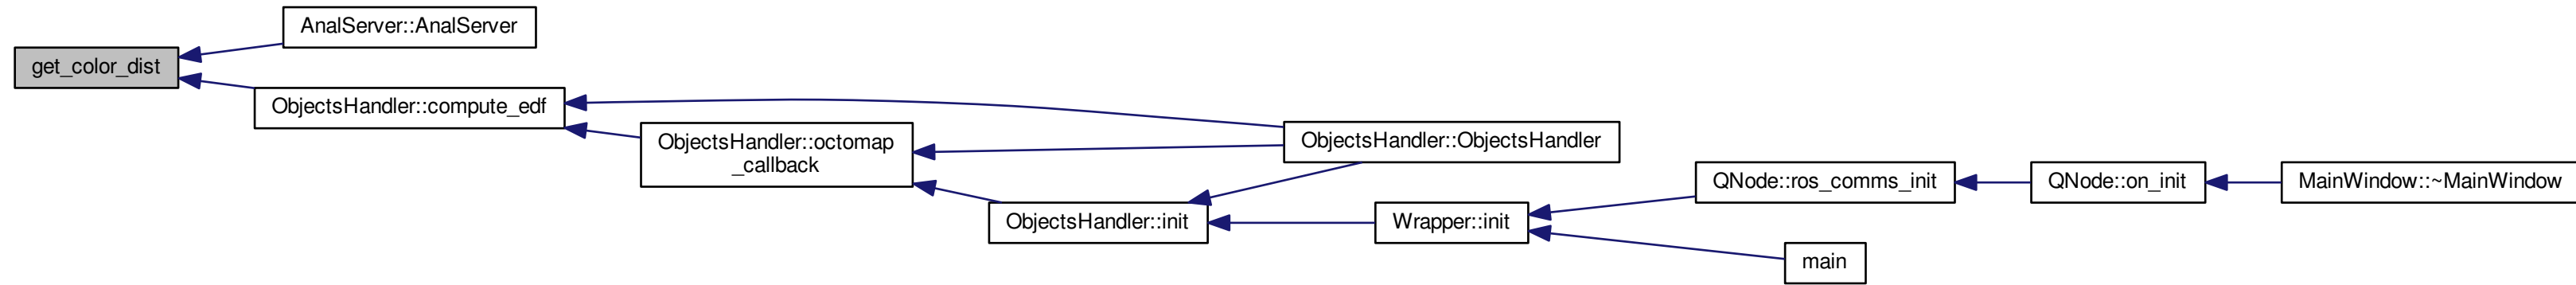 AnalServer::AnalServer
get_color_dist
ObjectsHandler::compute_edf
ObjectsHandler::octomap
_callback
ObjectsHandler::ObjectsHandler
ObjectsHandler::init
Wrapper::init
QNode::ros_comms_init
QNode::on_init
MainWindow::~MainWindow
main